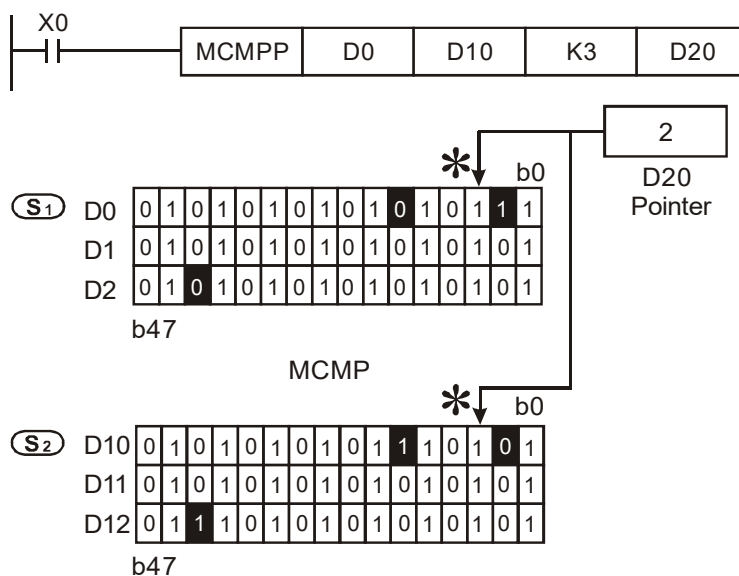 X0
MCMPP D0 D10 K3 D20
2
D20
Pointer
* b0
S1 D0 0 1 0 1 0 1 0 1 0 1 0 1 0 1 1 1
D1 0 1 0 1 0 1 0 1 0 1 0 1 0 1 0 1
D2 0 1 0 1 0 1 0 1 0 1 0 1 0 1 0 1
b47
MCMP
* b0
S2 D10 0 1 0 1 0 1 0 1 0 1 1 1 0 1 0 1
D11 0 1 0 1 0 1 0 1 0 1 0 1 0 1 0 1
D12 0 1 1 1 0 1 0 1 0 1 0 1 0 1 0 1
b47